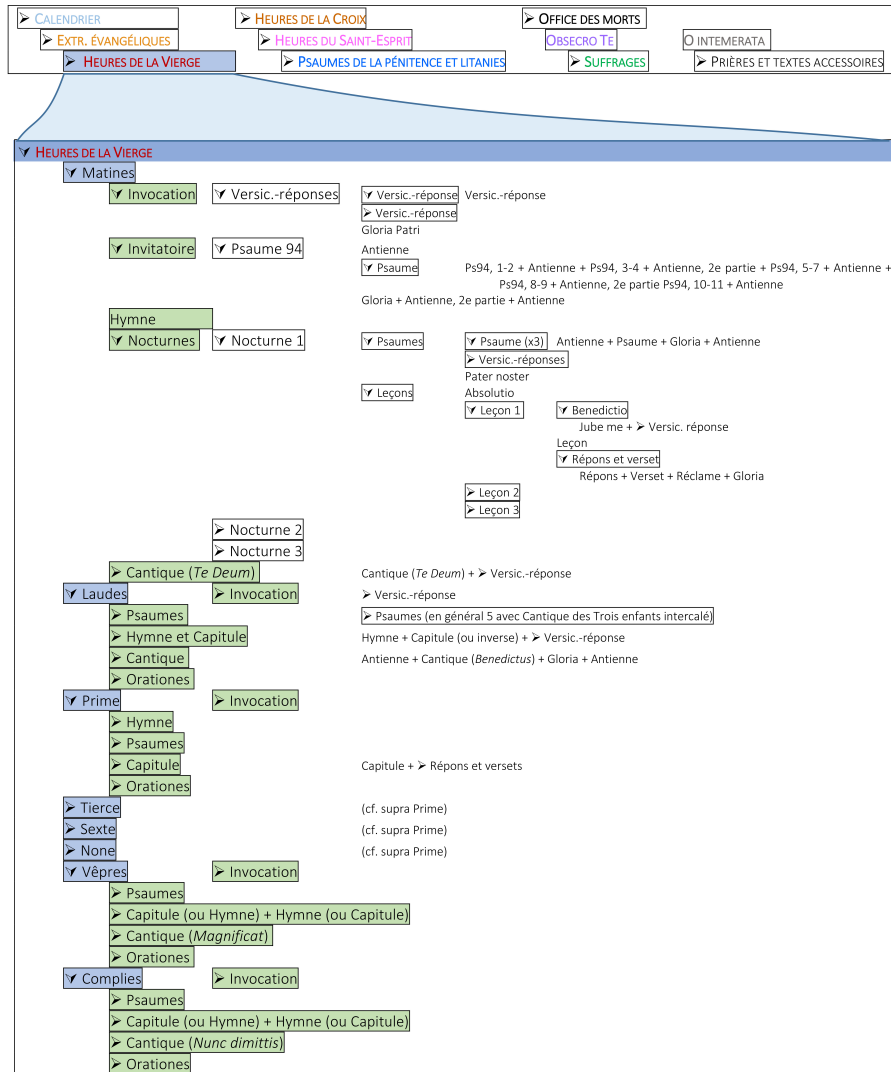 ➢ CALENDRIER ➢ HEURES DE LA CROIX ➢ OFFICE DES MORTS
➢ EXTR. ÉVANGÉLIQUES ➢ HEURES DU SAINT-ESPRIT OBSECRO TE O INTEMERATA
➢ HEURES DE LA VIERGE ➢ PSAUMES DE LA PÉNITENCE ET LITANIES ➢ SUFFRAGES ➢ PRIÈRES ET TEXTES ACCESSOIRES
⮛ HEURES DE LA VIERGE
⮛ Matines
⮛ Invocation ⮛ Versic.-réponses ⮛ Versic.-réponse Versic.-réponse
➢ Versic.-réponse
Gloria Patri
⮛ Invitatoire ⮛ Psaume 94 Antienne
⮛ Psaume Ps94, 1-2 + Antienne + Ps94, 3-4 + Antienne, 2e partie + Ps94, 5-7 + Antienne +
Ps94, 8-9 + Antienne, 2e partie Ps94, 10-11 + Antienne
Gloria + Antienne, 2e partie + Antienne
Hymne
⮛ Nocturnes ⮛ Nocturne 1 ⮛ Psaumes ⮛ Psaume (x3) Antienne + Psaume + Gloria + Antienne
➢ Versic.-réponses
Pater noster
⮛ Leçons Absolutio
⮛ Leçon 1 ⮛ Benedictio
Jube me + ➢ Versic. réponse
Leçon
⮛ Répons et verset
Répons + Verset + Réclame + Gloria
➢ Leçon 2
➢ Leçon 3
➢ Nocturne 2
➢ Nocturne 3
➢ Cantique (Te Deum) Cantique (Te Deum) + ➢ Versic.-réponse
⮛ Laudes ➢ Invocation ➢ Versic.-réponse
➢ Psaumes ➢ Psaumes (en général 5 avec Cantique des Trois enfants intercalé)
➢ Hymne et Capitule Hymne + Capitule (ou inverse) + ➢ Versic.-réponse
➢ Cantique Antienne + Cantique (Benedictus) + Gloria + Antienne
➢ Orationes
⮛ Prime ➢ Invocation
➢ Hymne
➢ Psaumes
➢ Capitule Capitule + ➢ Répons et versets
➢ Orationes
➢ Tierce (cf. supra Prime)
➢ Sexte (cf. supra Prime)
➢ None (cf. supra Prime)
⮛ Vêpres ➢ Invocation
➢ Psaumes
➢ Capitule (ou Hymne) + Hymne (ou Capitule)
➢ Cantique (Magnificat)
➢ Orationes
⮛ Complies ➢ Invocation
➢ Psaumes
➢ Capitule (ou Hymne) + Hymne (ou Capitule)
➢ Cantique (Nunc dimittis)
➢ Orationes